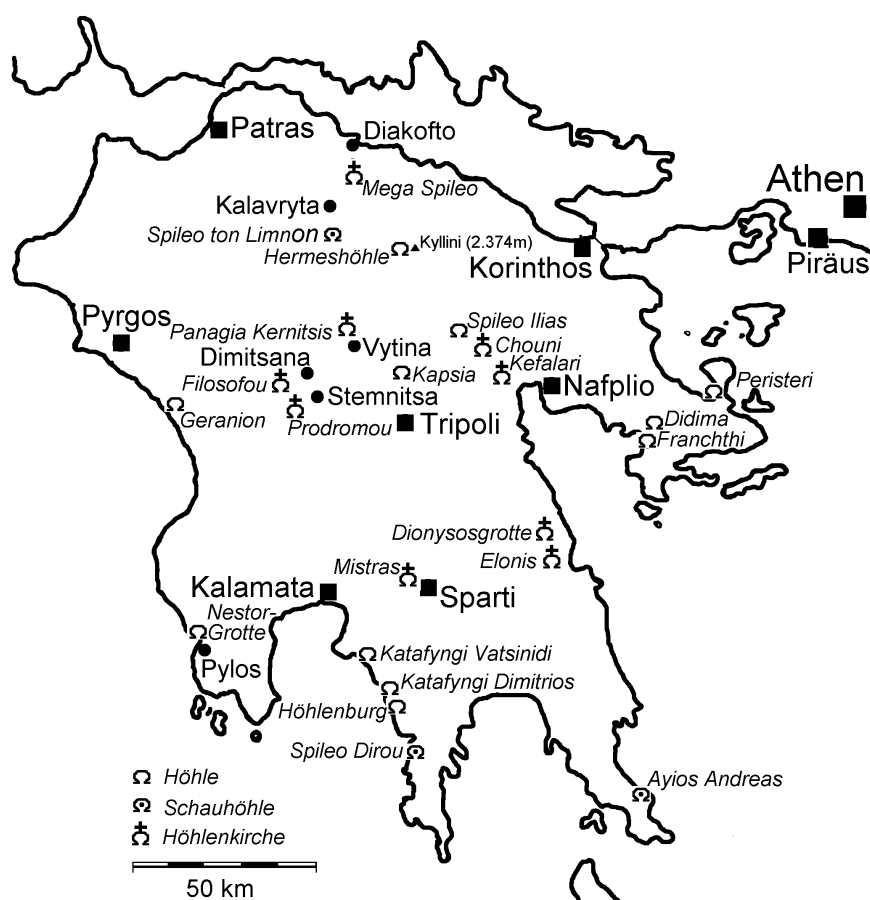 Patras
Diakofto
Mega Spileo
Athen
Kalavryta
Spileo ton Limnon
Hermeshöhle
Kyllini (2.374m)
Korinthos
Piräus
Pyrgos
Panagia Kernitsis
Spileo Ilias
Chouni
Vytina
Dimitsana
Kefalari
Filosofou
Kapsia
Nafplio
Peristeri
Stemnitsa
Geranion
Prodromou
Tripoli
Didima
Franchthi
Dionysosgrotte
Elonis
Mistras
Kalamata
Sparti
Nestor-
Grotte
Pylos
Katafyngi Vatsinidi
Katafyngi Dimitrios
Höhlenburg
Spileo Dirou
Ayios Andreas
Höhle
Schauhöhle
Höhlenkirche
50 km